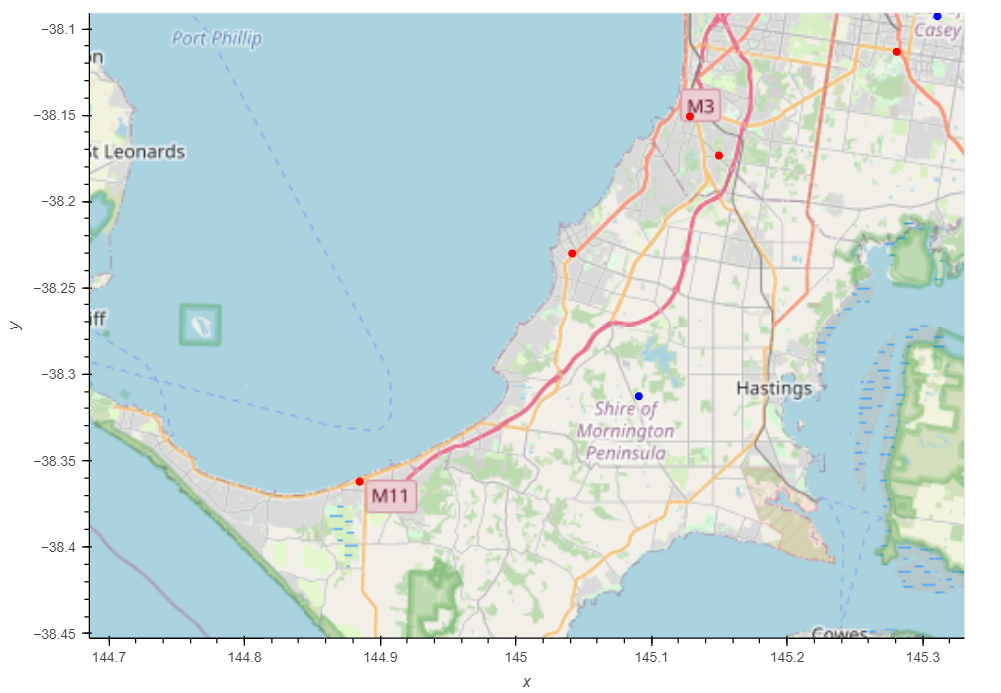 −38.1
−38.15
−38.2
−38.25
−38.3
−38.35
−38.4
−38.45
y
Port Phillip
Casey
M3
t Leonards
iff
Hastings
Shire of
Mornington
Peninsula
M11
Cowes
144.7 144.8 144.9 145 145.1 145.2 145.3
x